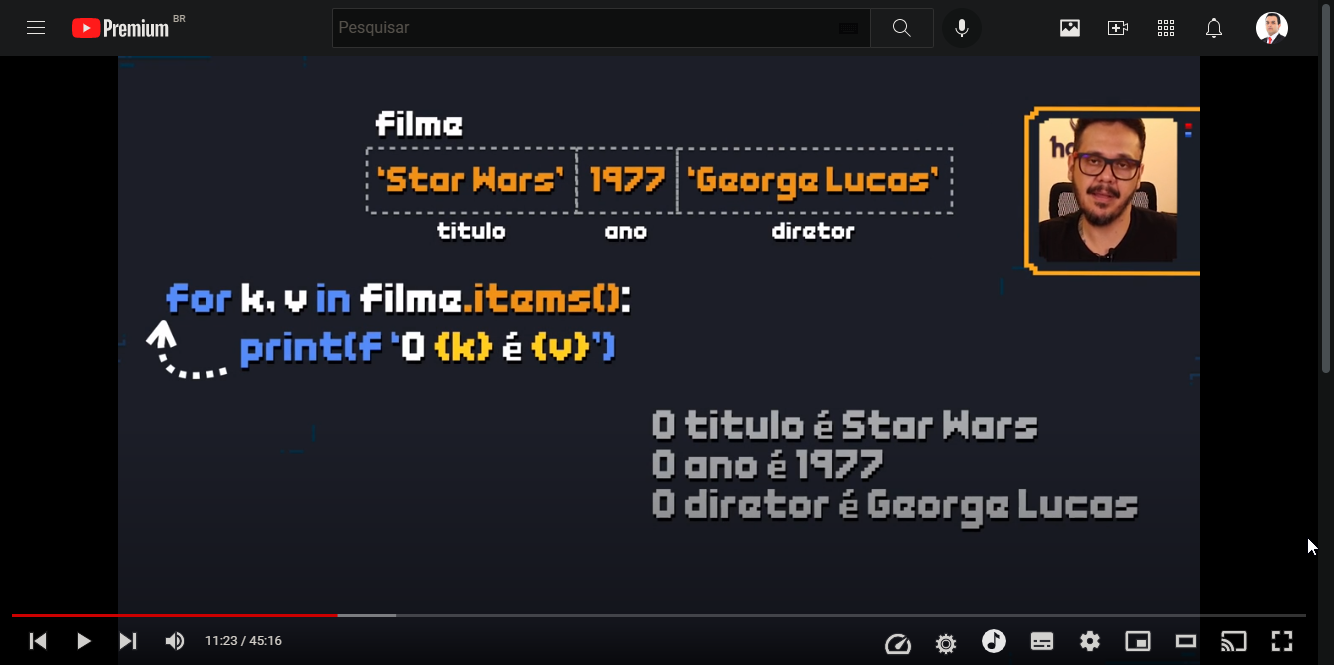 Premium BR
Pesquisar
filme
'Star Wars' 1977 'George Lucas'
titulo ano diretor
for k, v in filme.items():
print(f 'O (k) é (v)')
O titulo é Star Wars
O ano é 1977
O diretor é George Lucas
11:23 / 45:16